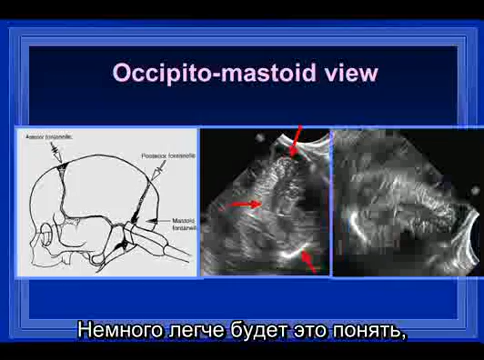 Occipito-mastoid view
Anterior fontanelle
Posterior fontanelle
Mastoid
fontanelle
Немного легче будет это понять,